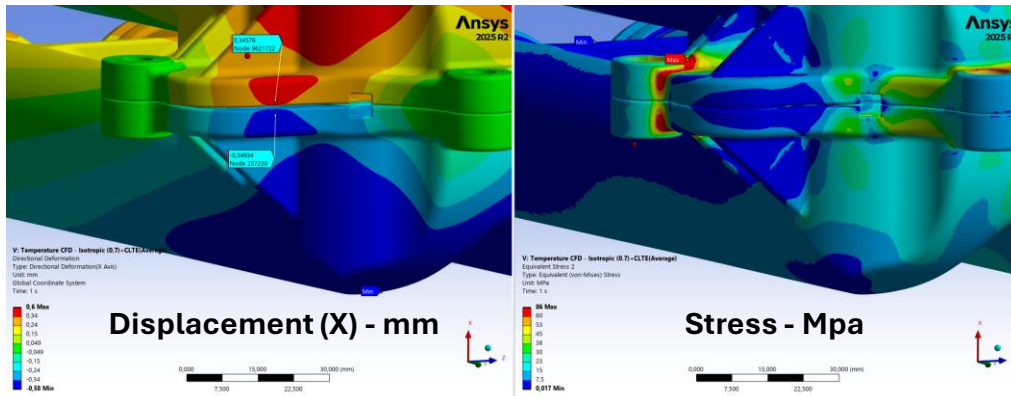 0,34576
Node 9621722
-0,34934
Node 257230
Ansys
2025 R2
V: Temperature CFD - Isotropic (0.7)-CLTE(Average)
Directional Deformation
Type: Directional Deformation(X Axis)
Unit: mm
Global Coordinate System
Time: 1 s
0,6 Max
0,34
0,24
0,15
0,049
-0,049
-0,15
-0,24
-0,34
-0,58 Min
Min
Displacement (X) - mm
0,000 15,000 30,000 (mm)
7,500 22,500
X
Z
Min
Max
Ansys
2025 R2
V: Temperature CFD - Isotropic (0.7)-CLTE(Average)
Equivalent Stress 2
Type: Equivalent (von-Mises) Stress
Unit: MPa
Time: 1 s
86 Max
60
53
45
38
30
23
15
7,5
0,017 Min
Stress - Mpa
0,000 15,000 30,000 (mm)
7,500 22,500
X
Z